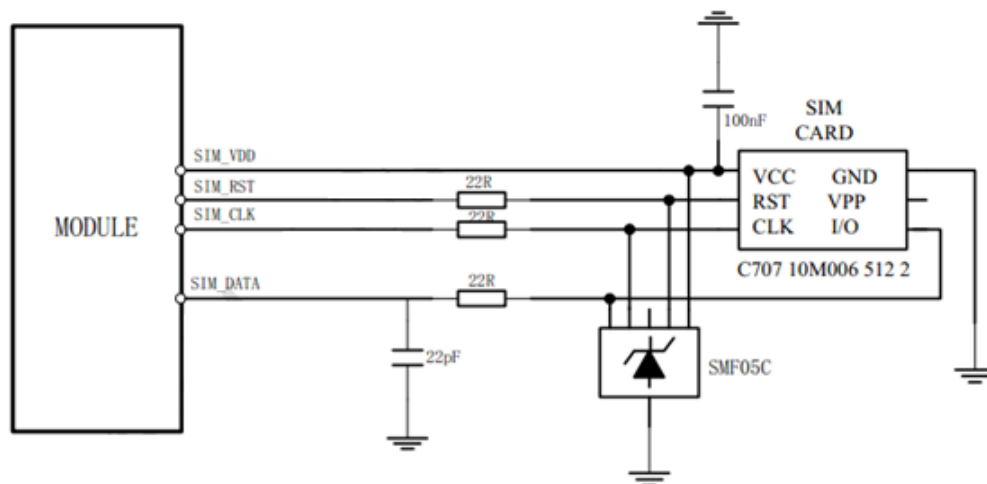 SIM
CARD
100nF
SIM_VDD
SIM_RST
22R
SIM_CLK
22R
MODULE
VCC GND
RST VPP
CLK I/O
C707 10M006 512 2
SIM_DATA
22R
22pF
SMF05C